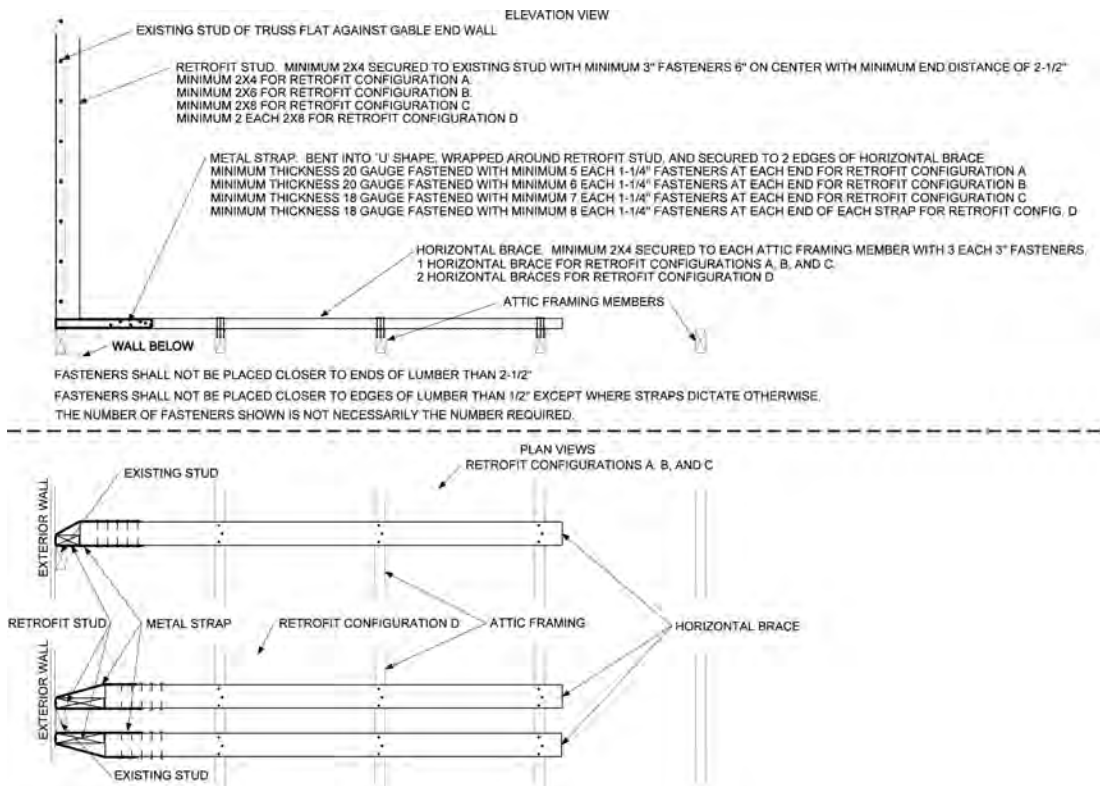 ELEVATION VIEW
EXISTING STUD OF TRUSS FLAT AGAINST GABLE END WALL
RETROFIT STUD. MINIMUM 2X4 SECURED TO EXISTING STUD WITH MINIMUM 3" FASTENERS 6" ON CENTER WITH MINIMUM END DISTANCE OF 2-1/2"
MINIMUM 2X4 FOR RETROFIT CONFIGURATION A.
MINIMUM 2X6 FOR RETROFIT CONFIGURATION B.
MINIMUM 2X8 FOR RETROFIT CONFIGURATION C
MINIMUM 2 EACH 2X8 FOR RETROFIT CONFIGURATION D
METAL STRAP. BENT INTO 'U' SHAPE, WRAPPED AROUND RETROFIT STUD, AND SECURED TO 2 EDGES OF HORIZONTAL BRACE
MINIMUM THICKNESS 20 GAUGE FASTENED WITH MINIMUM 5 EACH 1-1/4" FASTENERS AT EACH END FOR RETROFIT CONFIGURATION A
MINIMUM THICKNESS 20 GAUGE FASTENED WITH MINIMUM 6 EACH 1-1/4" FASTENERS AT EACH END FOR RETROFIT CONFIGURATION B
MINIMUM THICKNESS 18 GAUGE FASTENED WITH MINIMUM 7 EACH 1-1/4" FASTENERS AT EACH END FOR RETROFIT CONFIGURATION C
MINIMUM THICKNESS 18 GAUGE FASTENED WITH MINIMUM 8 EACH 1-1/4" FASTENERS AT EACH END OF EACH STRAP FOR RETROFIT CONFIG. D
HORIZONTAL BRACE. MINIMUM 2X4 SECURED TO EACH ATTIC FRAMING MEMBER WITH 3 EACH 3" FASTENERS.
1 HORIZONTAL BRACE FOR RETROFIT CONFIGURATIONS A, B, AND C.
2 HORIZONTAL BRACES FOR RETROFIT CONFIGURATION D
ATTIC FRAMING MEMBERS
WALL BELOW
FASTENERS SHALL NOT BE PLACED CLOSER TO ENDS OF LUMBER THAN 2-1/2"
FASTENERS SHALL NOT BE PLACED CLOSER TO EDGES OF LUMBER THAN 1/2" EXCEPT WHERE STRAPS DICTATE OTHERWISE.
THE NUMBER OF FASTENERS SHOWN IS NOT NECESSARILY THE NUMBER REQUIRED.
PLAN VIEWS
RETROFIT CONFIGURATIONS A. B, AND C
EXISTING STUD
EXTERIOR WALL
RETROFIT STUD
METAL STRAP
RETROFIT CONFIGURATION D
ATTIC FRAMING
HORIZONTAL BRACE
EXTERIOR WALL
EXISTING STUD